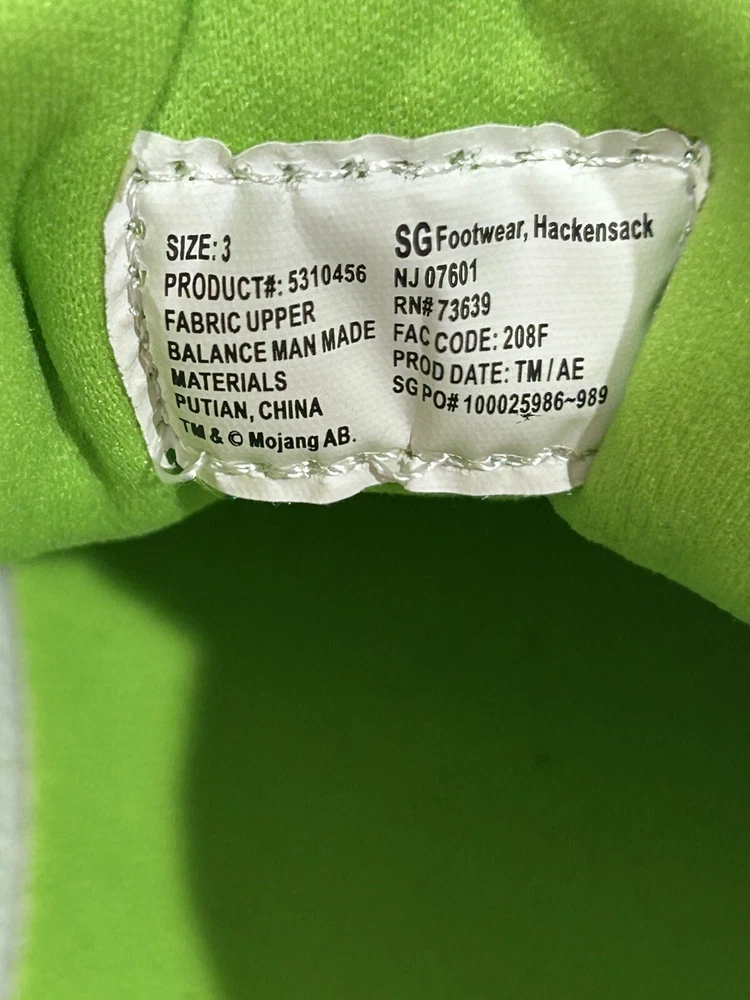 SIZE: 3
PRODUCT#: 5310456
FABRIC UPPER
BALANCE MAN MADE
MATERIALS
PUTIAN, CHINA
TM & © Mojang AB.
SG Footwear, Hackensack
NJ 07601
RN# 73639
FAC CODE: 208F
PROD DATE: TM / AE
SG PO# 100025986~989